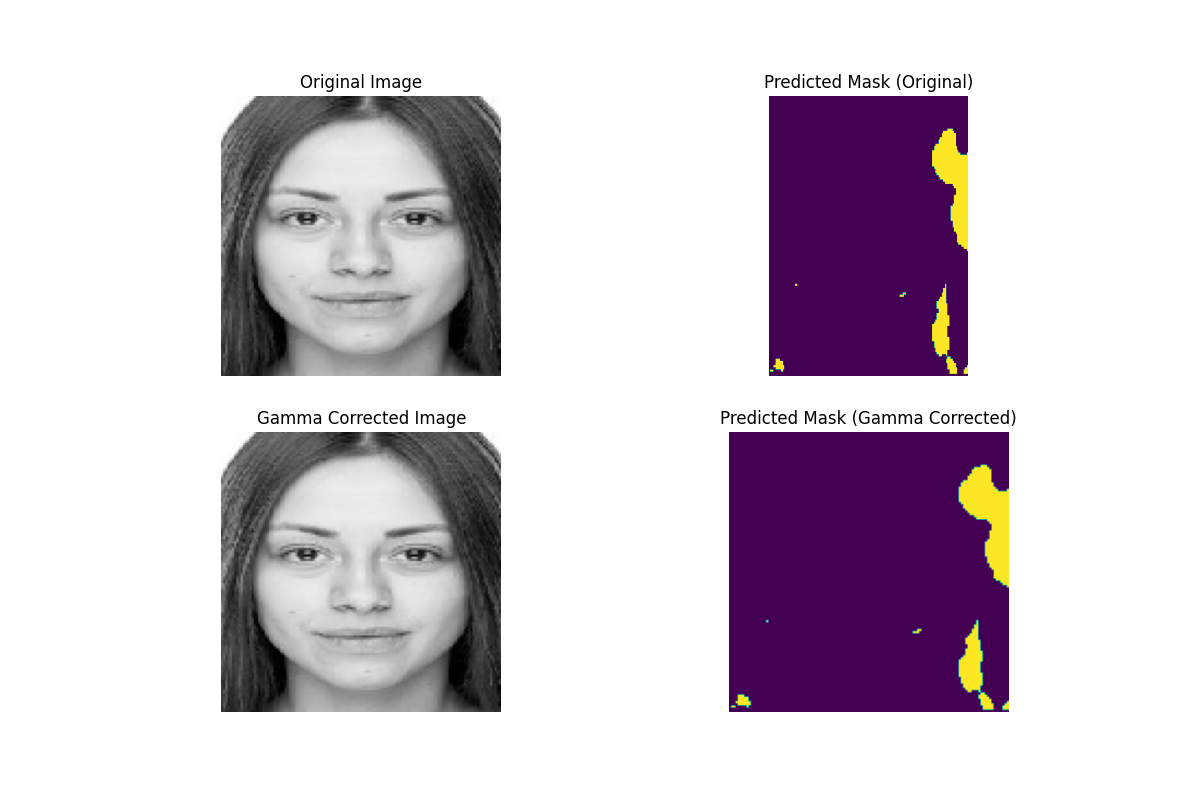 Original Image
Predicted Mask (Original)
Gamma Corrected Image
Predicted Mask (Gamma Corrected)